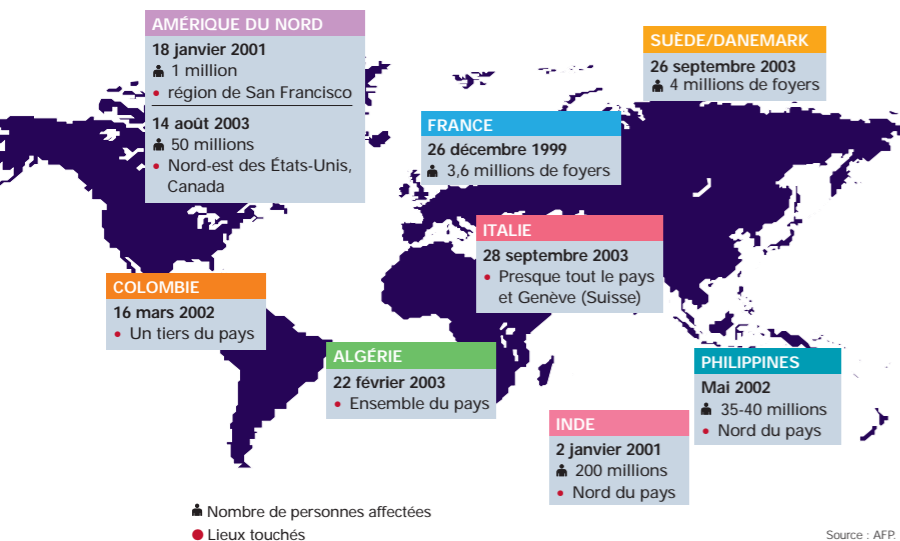 AMÉRIQUE DU NORD
18 janvier 2001
1 million
• région de San Francisco
14 août 2003
50 millions
• Nord-est des États-Unis,
Canada
SUÈDE/DANEMARK
26 septembre 2003
4 millions de foyers
FRANCE
26 décembre 1999
3,6 millions de foyers
ITALIE
28 septembre 2003
• Presque tout le pays
et Genève (Suisse)
COLOMBIE
16 mars 2002
• Un tiers du pays
ALGÉRIE
22 février 2003
• Ensemble du pays
PHILIPPINES
Mai 2002
35-40 millions
• Nord du pays
INDE
2 janvier 2001
200 millions
• Nord du pays
Nombre de personnes affectées
• Lieux touchés
Source : AFP.